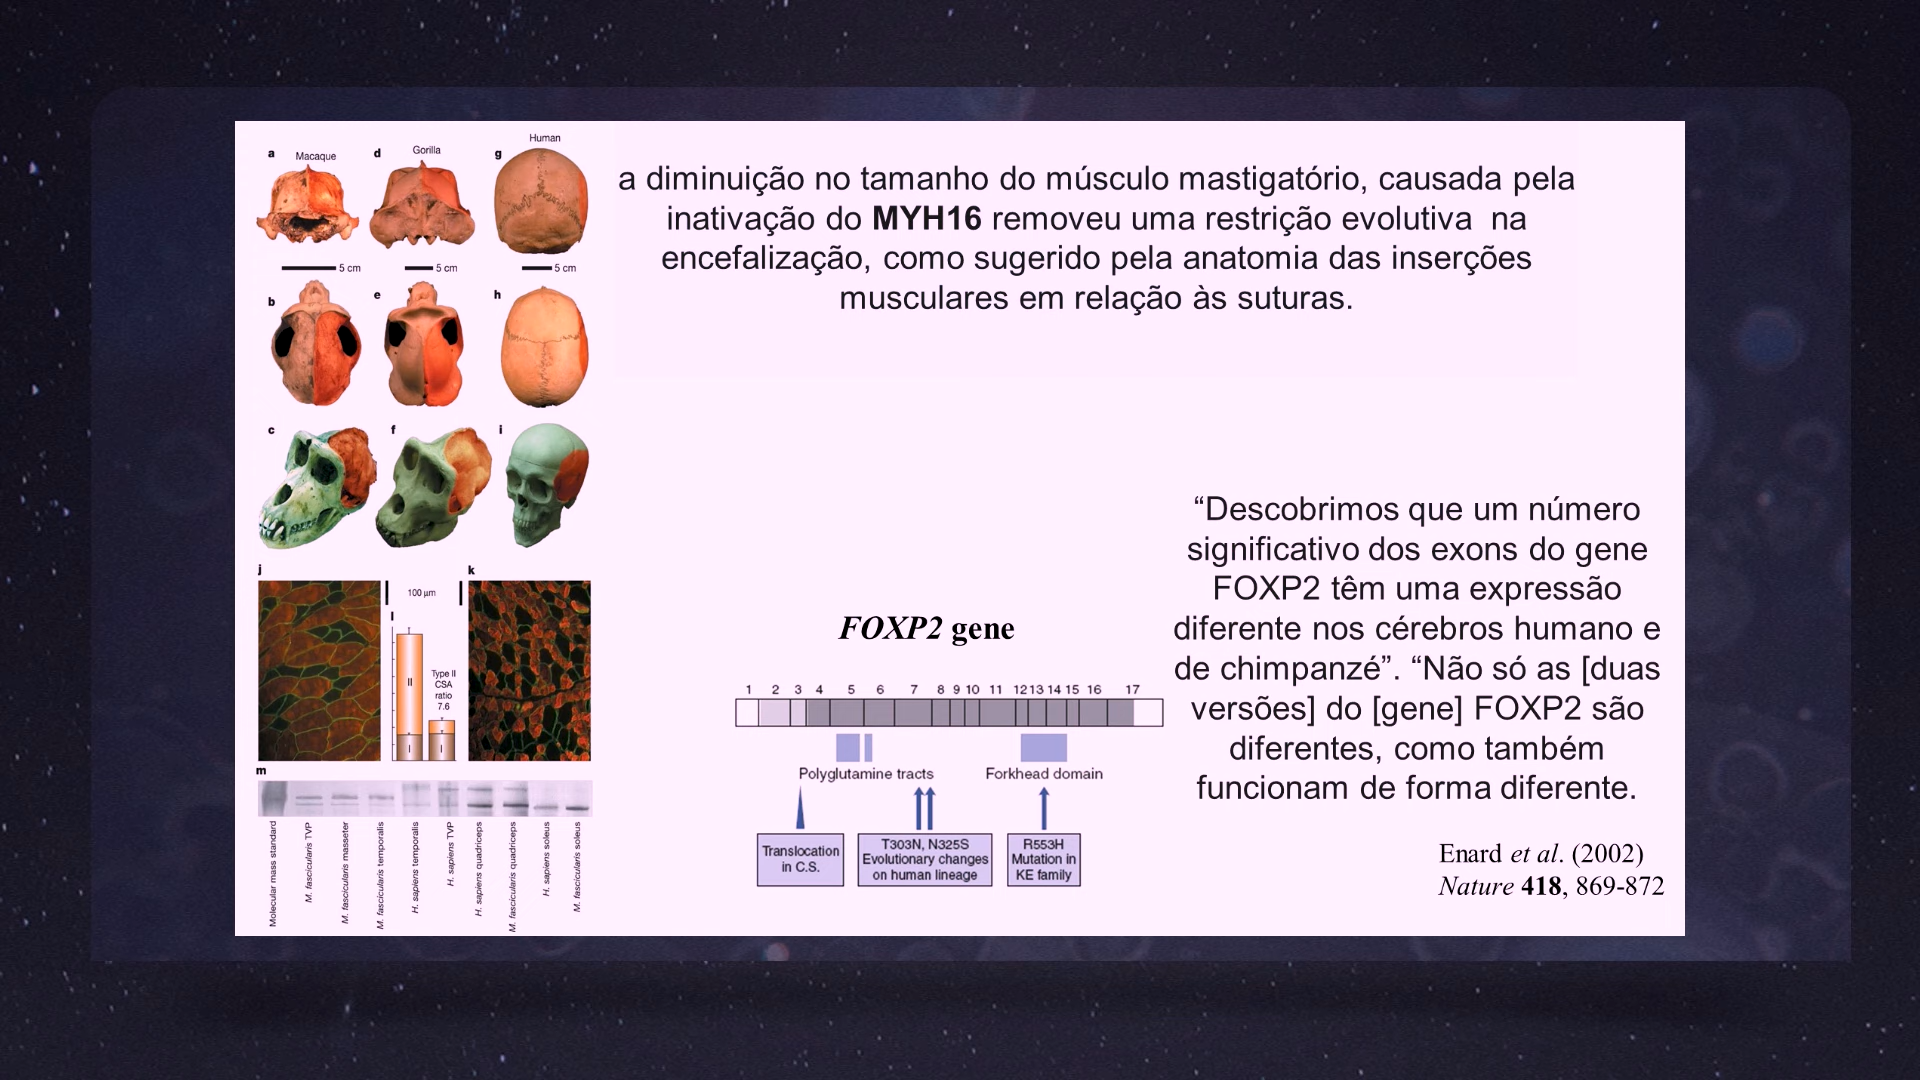 a Macaque
d Gorilla
g Human
5 cm
5 cm
5 cm
b
e
h
c
f
i
j
k
100 µm
l
II
I
I
Type II
CSA
ratio
7.6
m
Molecular mass standard
M. fascicularis TVP
M. fascicularis masseter
M. fascicularis temporalis
H. sapiens temporalis
H. sapiens TVP
H. sapiens quadriceps
M. fascicularis quadriceps
H. sapiens soleus
M. fascicularis soleus
a diminuição no tamanho do músculo mastigatório, causada pela
inativação do MYH16 removeu uma restrição evolutiva na
encefalização, como sugerido pela anatomia das inserções
musculares em relação às suturas.
FOXP2 gene
1 2 3 4 5 6 7 8 9 10 11 12 13 14 15 16 17
Polyglutamine tracts
Forkhead domain
Translocation
in C.S.
T303N, N325S
Evolutionary changes
on human lineage
R553H
Mutation in
KE family
“Descobrimos que um número
significativo dos exons do gene
FOXP2 têm uma expressão
diferente nos cérebros humano e
de chimpanzé”. “Não só as [duas
versões] do [gene] FOXP2 são
diferentes, como também
funcionam de forma diferente.
Enard et al. (2002)
Nature 418, 869-872